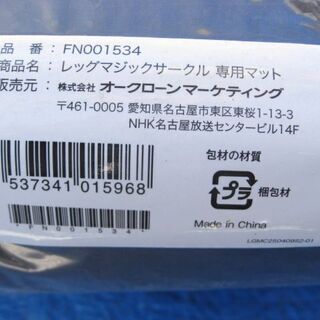 品 番：FN001534
商品名：レッグマジックサークル 専用マット
販売元：株式会社 オークローンマーケティング
〒461-0005 愛知県名古屋市東区東桜1-13-3
NHK名古屋放送センタービル14F
包材の材質
プラ 梱包材
537341 015968
*FN001534*
Made in China
LGMC25040952-01